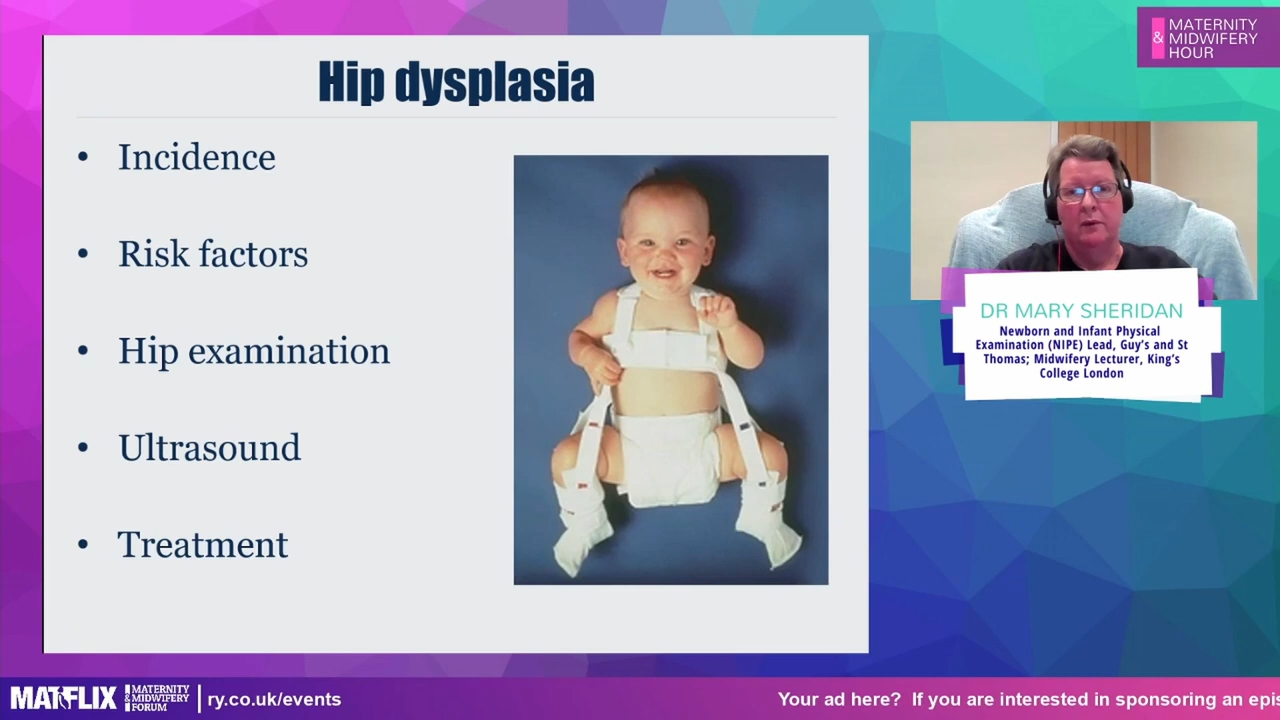 Hip dysplasia
• Incidence
• Risk factors
• Hip examination
• Ultrasound
• Treatment
MATERNITY
& MIDWIFERY
HOUR
DR MARY SHERIDAN
Newborn and Infant Physical
Examination (NIPE) Lead, Guy's and St
Thomas; Midwifery Lecturer, King's
College London
MATFLIX
MATERNITY
& MIDWIFERY
FORUM
ry.co.uk/events
Your ad here? If you are interested in sponsoring an epis